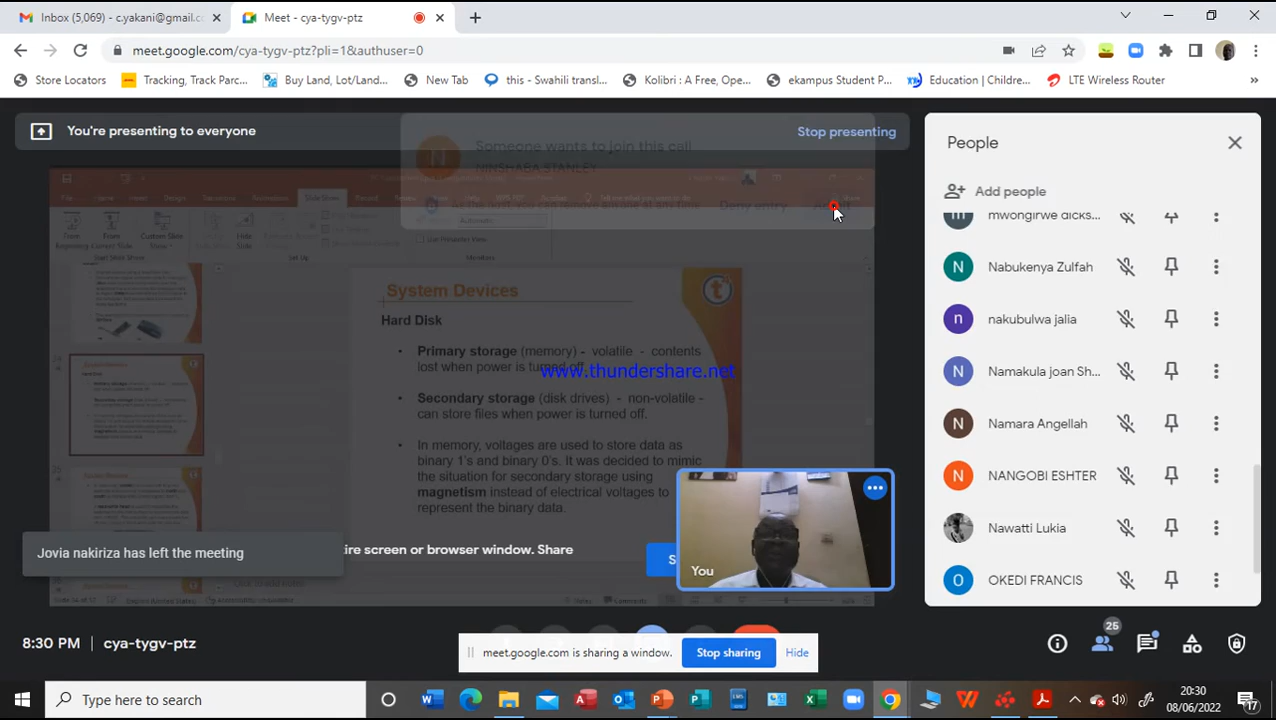 Inbox (5,069) - c.yakani@gmail.c
Meet - cya-tygv-ptz
meet.google.com/cya-tygv-ptz?pli=1&authuser=0
Store Locators
Tracking, Track Parc...
Buy Land, Lot/Land...
New Tab
this - Swahili transl...
Kolibri : A Free, Ope...
ekampus Student P...
Education | Childre...
LTE Wireless Router
You're presenting to everyone
Stop presenting
Someone wants to join this call
NINSHABA STANLEY
Deny entry
People
Add people
mwongirwe dicks...
Nabukenya Zulfah
nakubulwa jalia
Namakula joan Sh...
Namara Angellah
NANGOBI ESHTER
Nawatti Lukia
OKEDI FRANCIS
Slide Show
System Devices
Hard Disk
• Primary storage (memory) - volatile - contents
lost when power is turned off.
www.thundershare.net
• Secondary storage (disk drives) - non-volatile -
can store files when power is turned off.
• In memory, voltages are used to store data as
binary 1's and binary 0's. It was decided to mimic
the situation for secondary storage using
magnetism instead of electrical voltages to
represent the binary data.
Jovia nakiriza has left the meeting
ire screen or browser window. Share
S
You
8:30 PM | cya-tygv-ptz
meet.google.com is sharing a window.
Stop sharing
Hide
25
Type here to search
20:30
08/06/2022
17